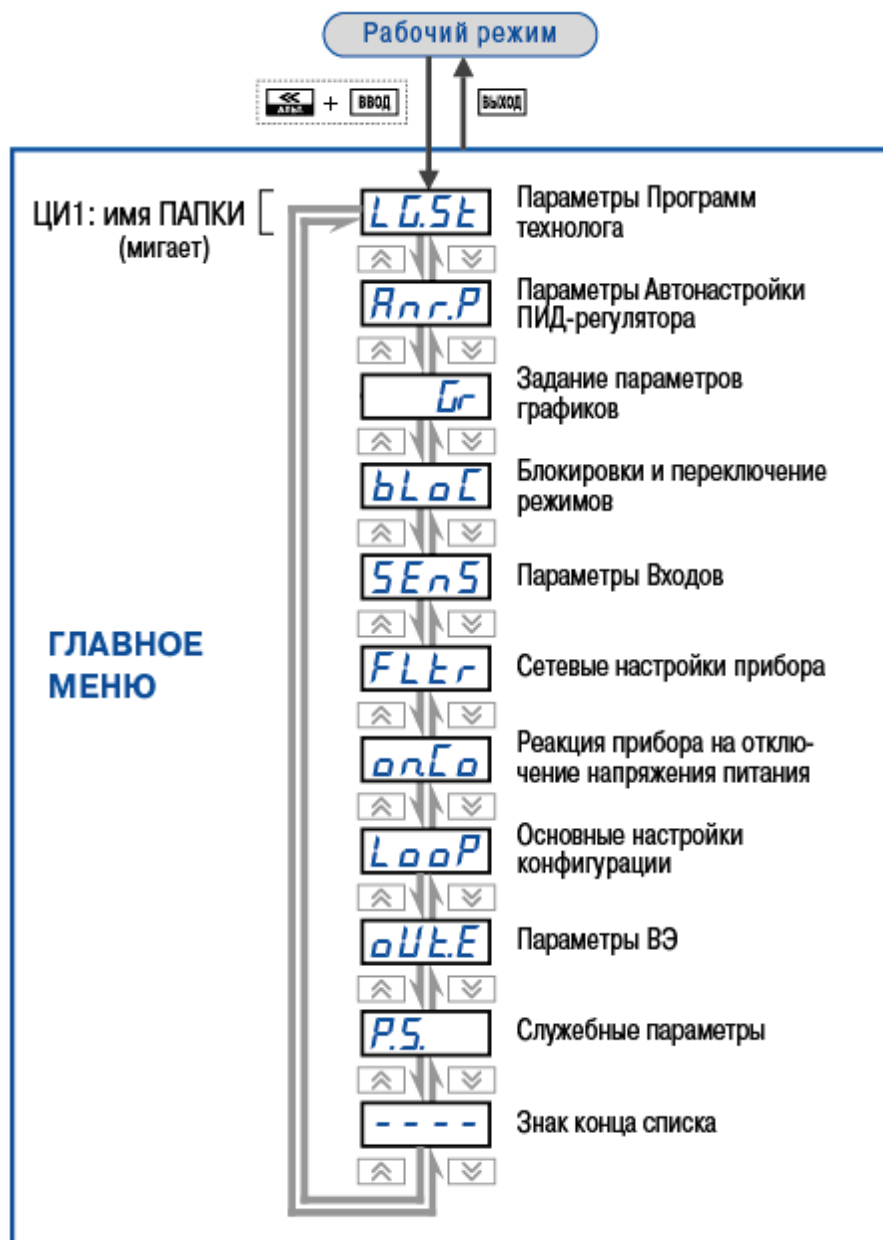 Рабочий режим
АЛЬТ. + ВВОД
ВЫХОД
ЦИ1: имя ПАПКИ
(мигает)
LG.St
Параметры Программ
технолога
Anr.P
Параметры Автонастройки
ПИД-регулятора
Gr
Задание параметров
графиков
bLoC
Блокировки и переключение
режимов
SEnS
Параметры Входов
ГЛАВНОЕ
МЕНЮ
FLtr
Сетевые настройки прибора
onCo
Реакция прибора на отклю-
чение напряжения питания
LooP
Основные настройки
конфигурации
oUt.E
Параметры ВЭ
P.S.
Служебные параметры
- - - -
Знак конца списка